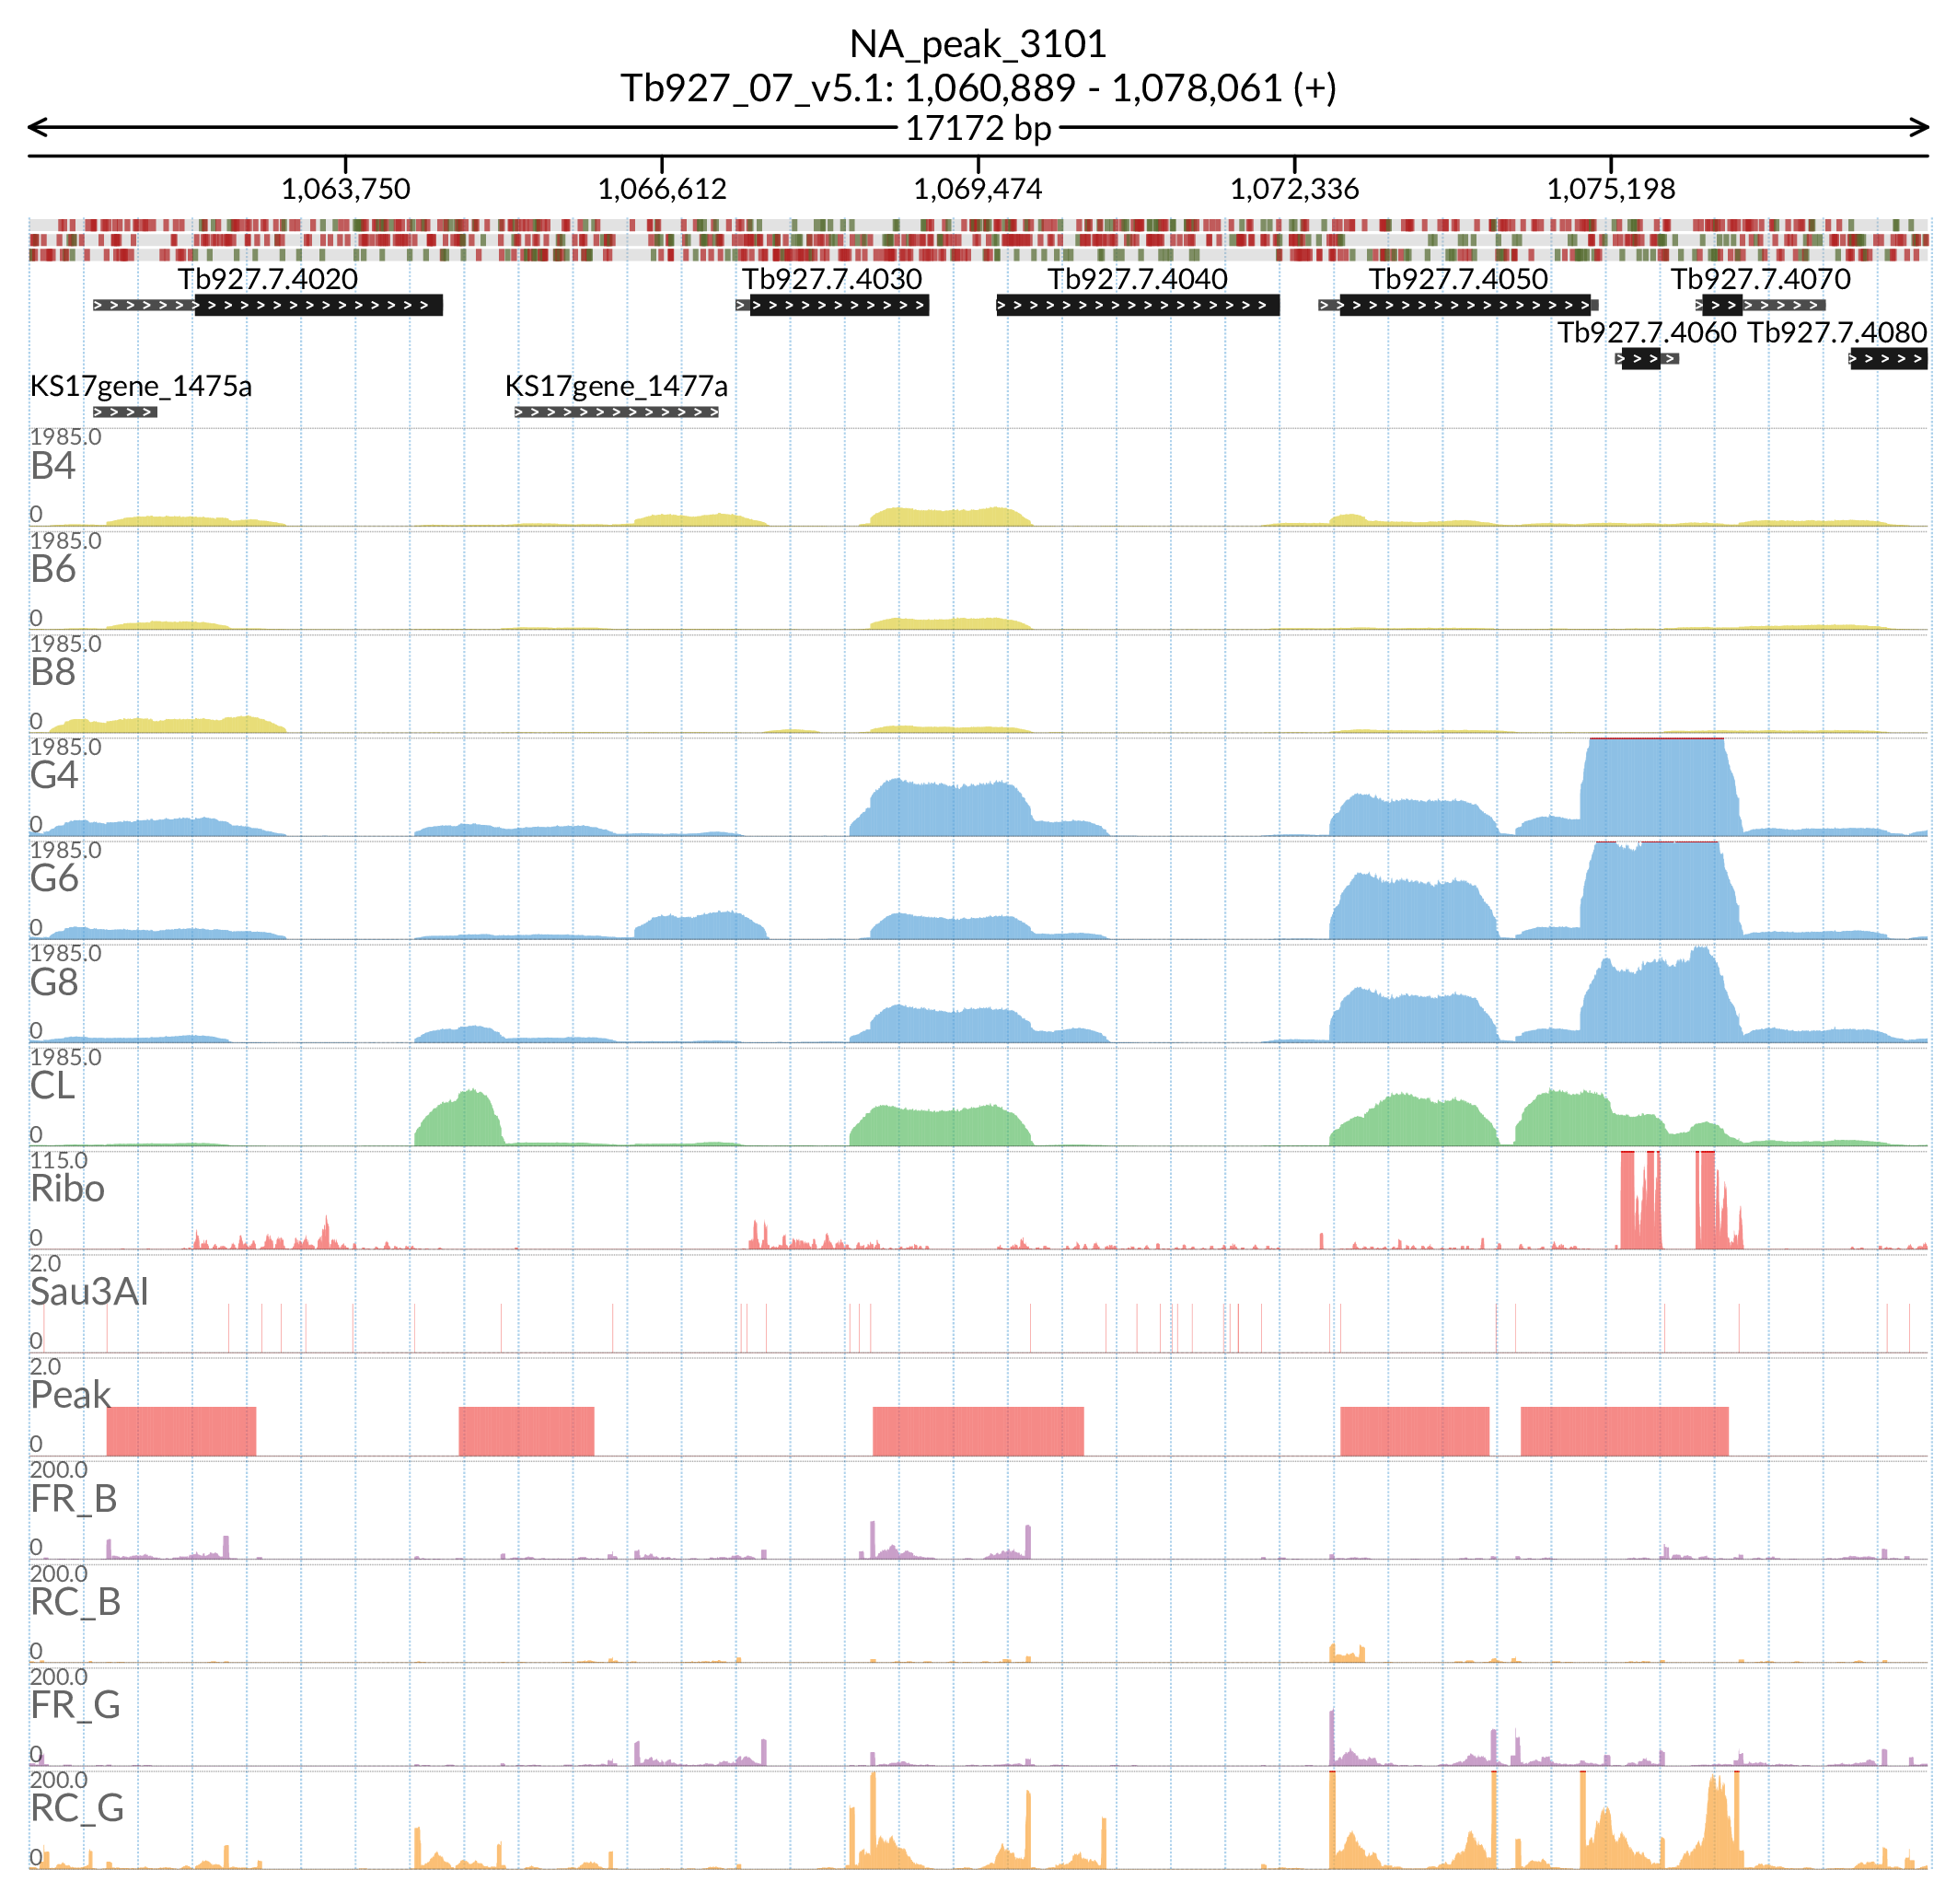 NA_peak_3101
Tb927_07_v5.1: 1,060,889 - 1,078,061 (+)
17172 bp
1,063,750 1,066,612 1,069,474 1,072,336 1,075,198
Tb927.7.4020 Tb927.7.4030 Tb927.7.4040 Tb927.7.4050 Tb927.7.4070
Tb927.7.4060 Tb927.7.4080
KS17gene_1475a KS17gene_1477a
1985.0
B4
0
1985.0
B6
0
1985.0
B8
0
1985.0
G4
0
1985.0
G6
0
1985.0
G8
0
1985.0
CL
0
115.0
Ribo
0
2.0
Sau3AI
0
2.0
Peak
0
200.0
FR_B
0
200.0
RC_B
0
200.0
FR_G
0
200.0
RC_G
0